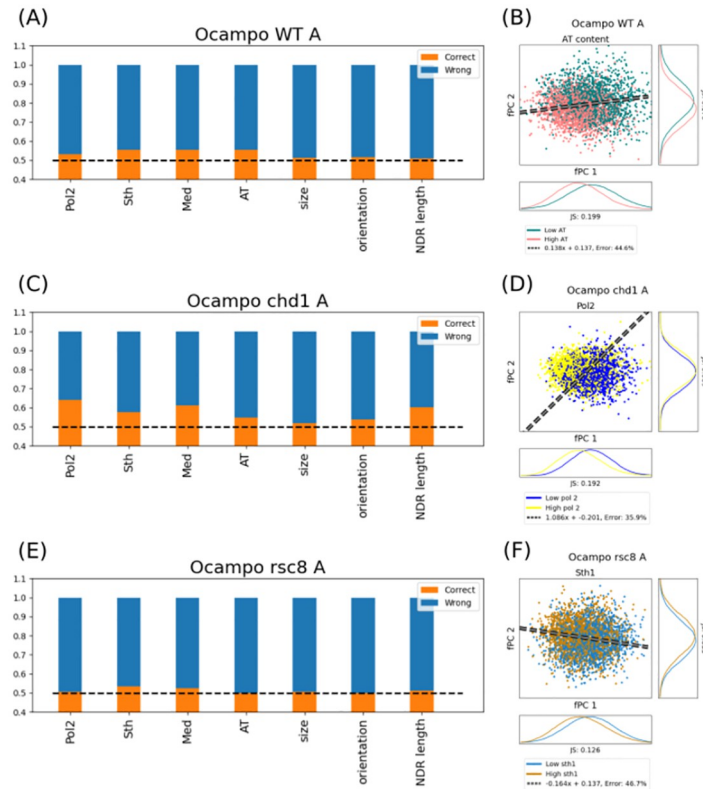 (A)
Ocampo WT A
Correct
Wrong
1.1
1.0
0.9
0.8
0.7
0.6
0.5
0.4
Pol2
Sth
Med
AT
size
orientation
NDR length
(B)
Ocampo WT A
AT content
fPC 2
fPC 1
JS: 0.199
Low AT
High AT
0.138x + 0.137, Error: 44.6%
(C)
Ocampo chd1 A
Correct
Wrong
1.1
1.0
0.9
0.8
0.7
0.6
0.5
0.4
Pol2
Sth
Med
AT
size
orientation
NDR length
(D)
Ocampo chd1 A
Pol2
fPC 2
fPC 1
JS: 0.192
Low pol 2
High pol 2
1.086x + -0.201, Error: 35.9%
(E)
Ocampo rsc8 A
Correct
Wrong
1.1
1.0
0.9
0.8
0.7
0.6
0.5
0.4
Pol2
Sth
Med
AT
size
orientation
NDR length
(F)
Ocampo rsc8 A
Sth1
fPC 2
fPC 1
JS: 0.126
Low sth1
High sth1
-0.164x + 0.137, Error: 46.7%